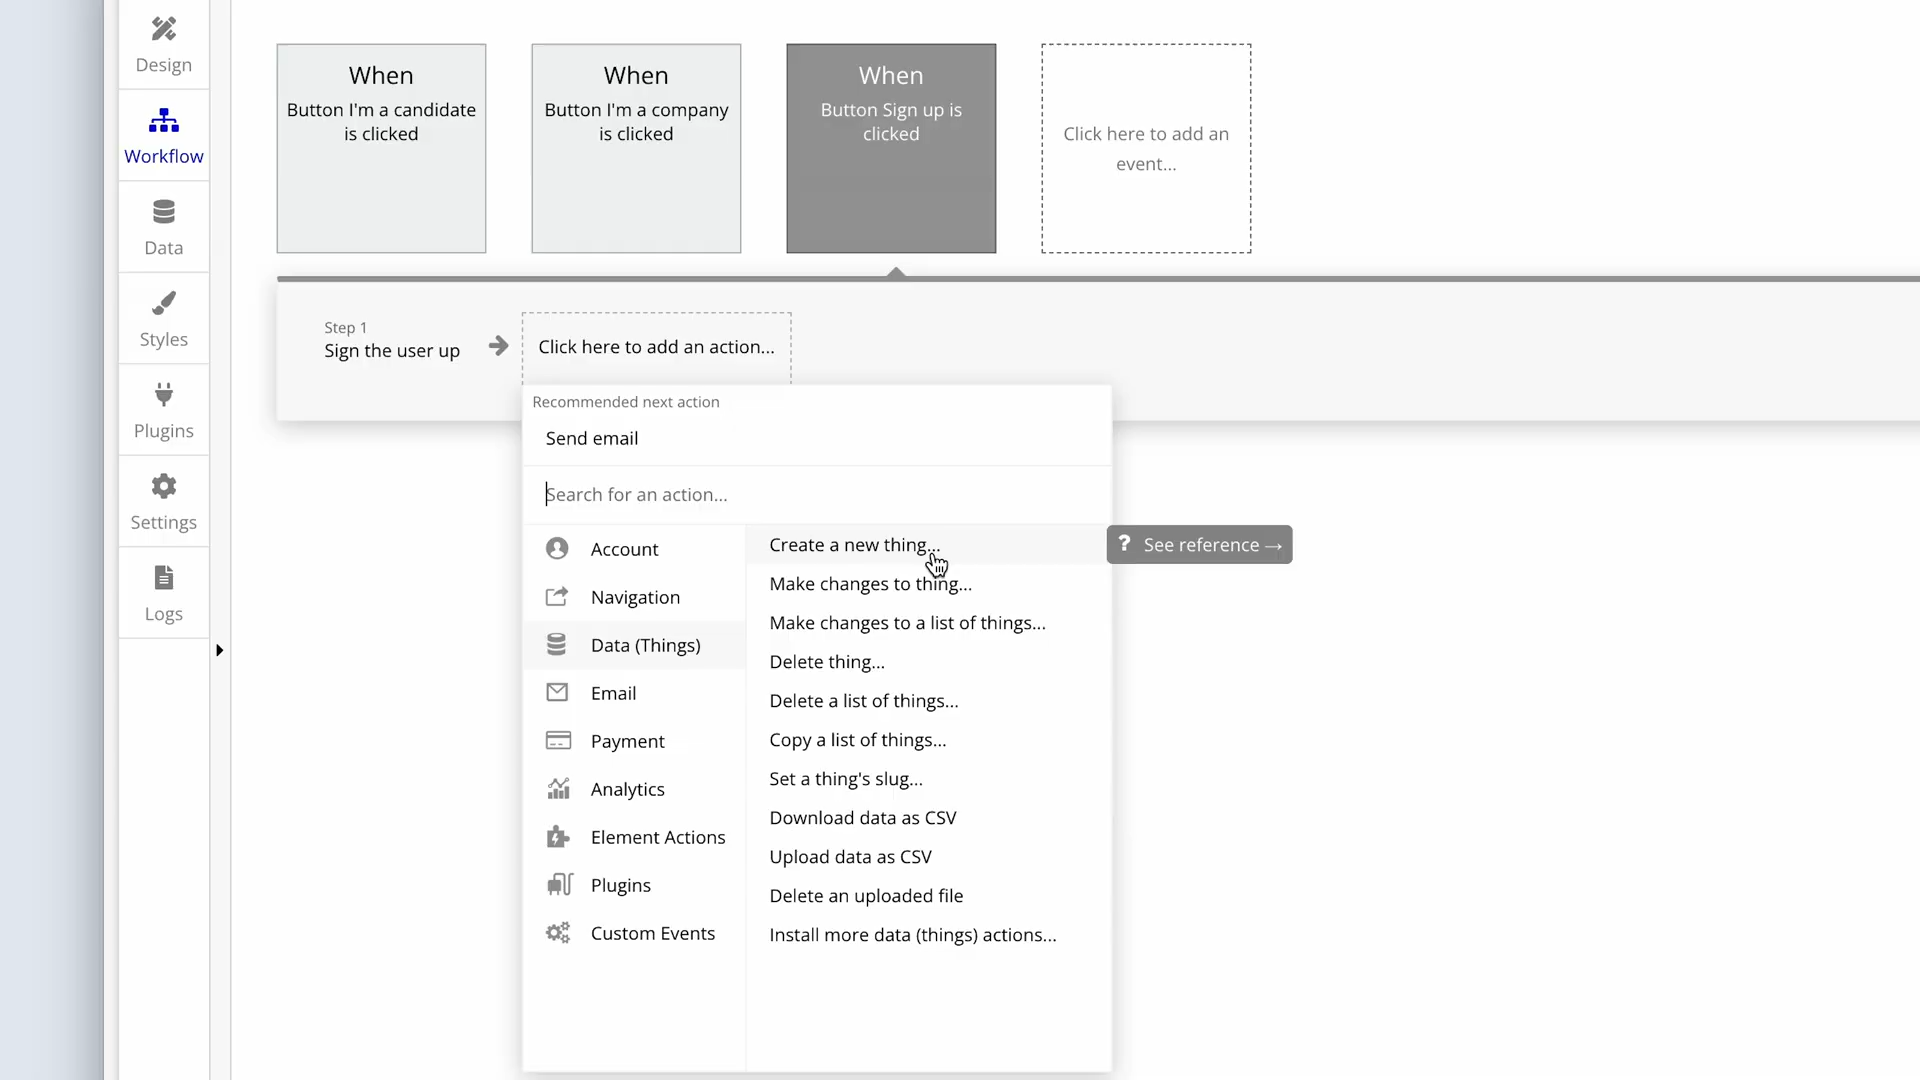 Design
Workflow
Data
Styles
Plugins
Settings
Logs
When
Button I'm a candidate
is clicked
When
Button I'm a company
is clicked
When
Button Sign up is
clicked
Click here to add an
event...
Step 1
Sign the user up
Click here to add an action...
Recommended next action
Send email
Search for an action...
Account
Navigation
Data (Things)
Email
Payment
Analytics
Element Actions
Plugins
Custom Events
Create a new thing...
Make changes to thing...
Make changes to a list of things...
Delete thing...
Delete a list of things...
Copy a list of things...
Set a thing's slug...
Download data as CSV
Upload data as CSV
Delete an uploaded file
Install more data (things) actions...
? See reference →